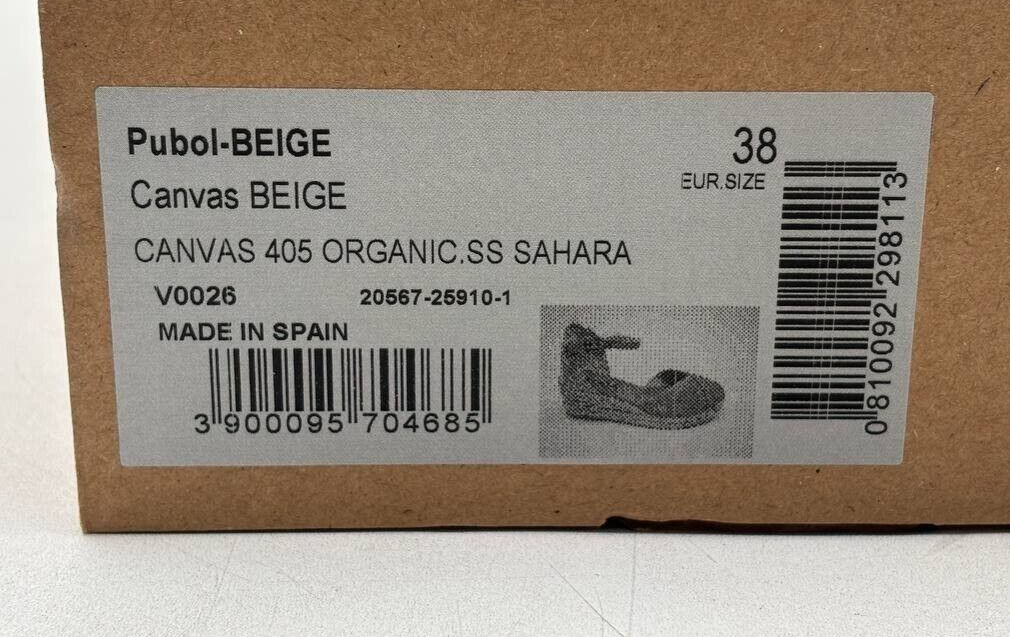 Pubol-BEIGE
Canvas BEIGE
CANVAS 405 ORGANIC.SS SAHARA
V0026 20567-25910-1
MADE IN SPAIN
3 900095 704685
38
EUR.SIZE
0 810092 298113